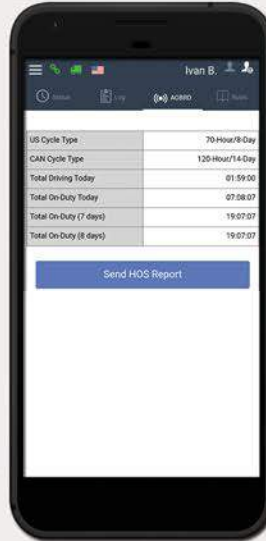 Ivan B.
Status Log AOBRD Rules
US Cycle Type 70-Hour/8-Day
CAN Cycle Type 120-Hour/14-Day
Total Driving Today 01:59:00
Total On-Duty Today 07:08:07
Total On-Duty (7 days) 19:07:07
Total On-Duty (8 days) 19:07:07
Send HOS Report